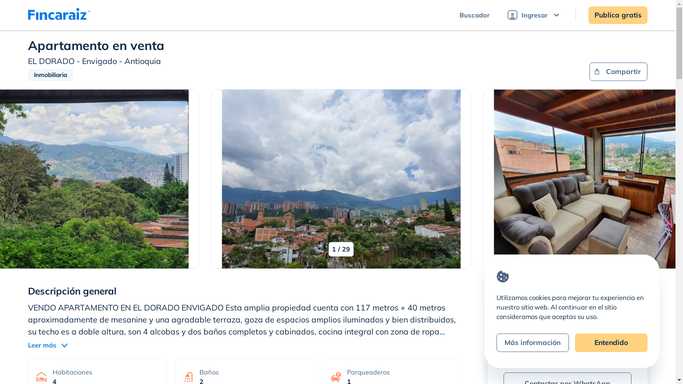 Fincaraiz
Buscador
Ingresar
Publica gratis
Apartamento en venta
EL DORADO - Envigado - Antioquia
Inmobiliaria
Compartir
1 / 29
Descripción general
VENDO APARTAMENTO EN EL DORADO ENVIGADO Esta amplia propiedad cuenta con 117 metros + 40 metros
aproximadamente de mesanine y una agradable terraza, goza de espacios amplios iluminados y bien distribuidos,
su techo es a doble altura, son 4 alcobas y dos baños completos y cabinados, cocina integral con zona de ropa...
Leer más
Habitaciones
4
Baños
2
Parqueaderos
1
Utilizamos cookies para mejorar tu experiencia en
nuestro sitio web. Al continuar en el sitio
consideramos que aceptas su uso.
Más información
Entendido
Contactar por WhatsApp